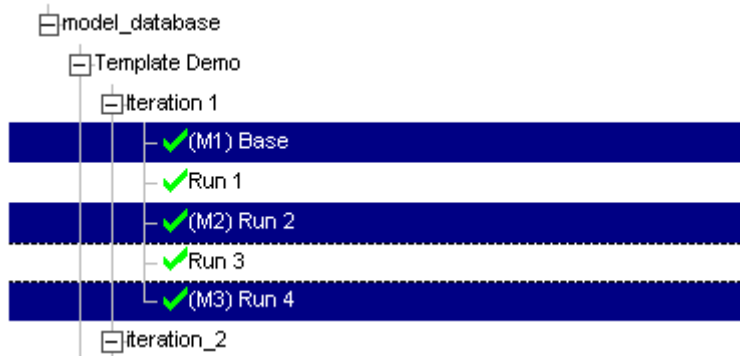 model_database
Template Demo
Iteration 1
(M1) Base
Run 1
(M2) Run 2
Run 3
(M3) Run 4
iteration_2